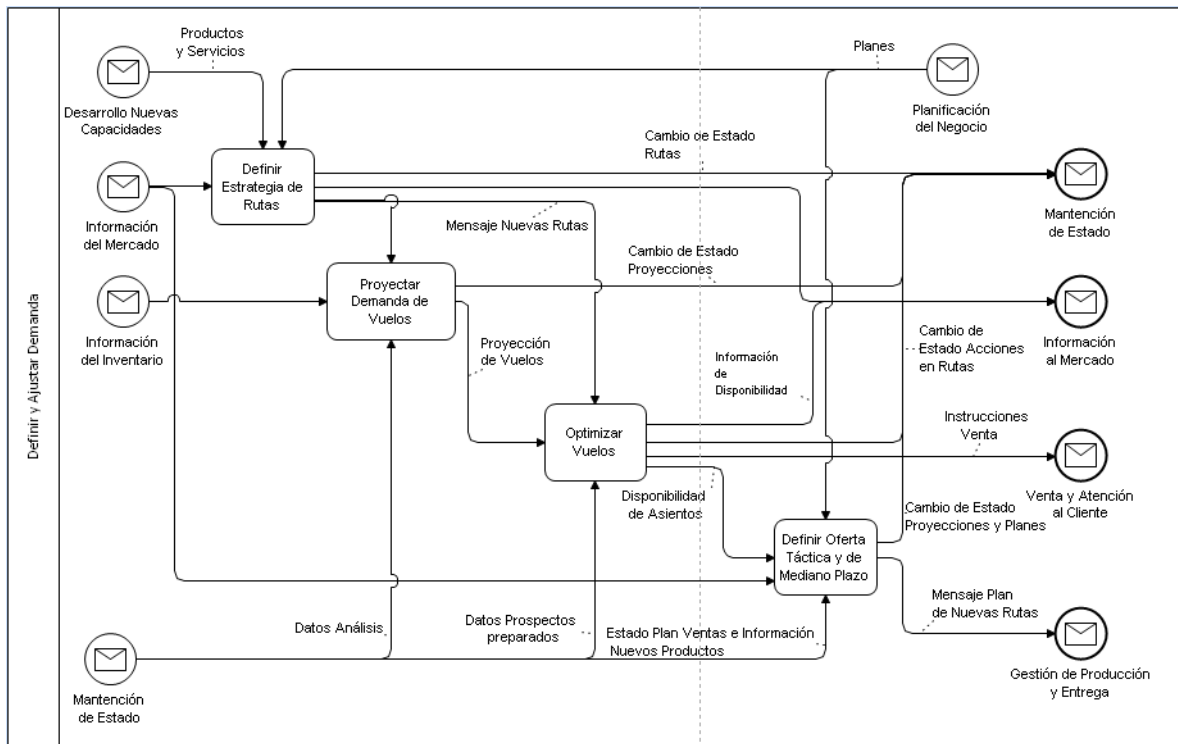 Definir y Ajustar Demanda
Productos
y Servicios
Planes
Desarrollo Nuevas
Capacidades
Planificación
del Negocio
Cambio de Estado
Rutas
Definir
Estrategia de
Rutas
Información
del Mercado
Mensaje Nuevas Rutas
Mantención
de Estado
Cambio de Estado
Proyecciones
Proyectar
Demanda de
Vuelos
Información
del Inventario
Información
al Mercado
Proyección
de Vuelos
Cambio de
Estado Acciones
en Rutas
Información
de
Disponibilidad
Optimizar
Vuelos
Instrucciones
Venta
Disponibilidad
de Asientos
Venta y Atención
al Cliente
Cambio de Estado
Proyecciones y Planes
Definir Oferta
Táctica y de
Mediano Plazo
Mensaje Plan
de Nuevas Rutas
Datos Análisis
Datos Prospectos
preparados
Estado Plan Ventas e Información
Nuevos Productos
Mantención
de Estado
Gestión de Producción
y Entrega